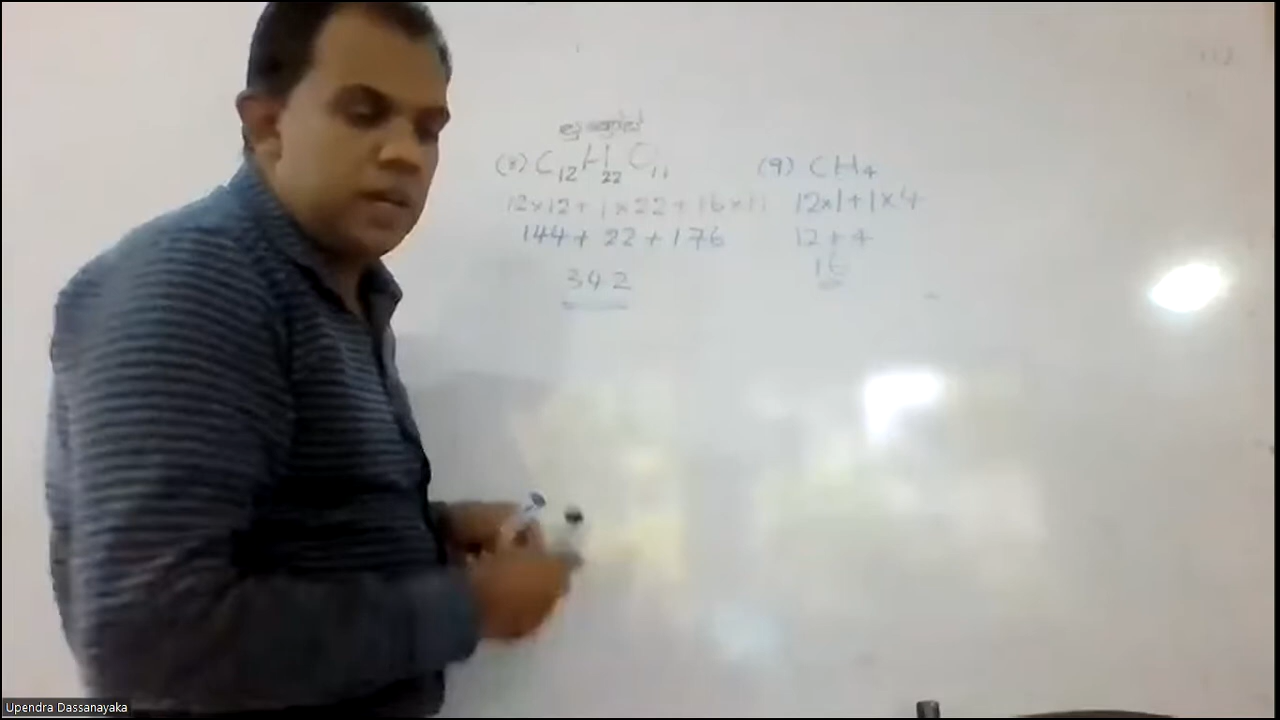 (8) C₁₂H₂₂O₁₁
12×12+1×22+16×11
144+22+176
342
(9) CH₄
12×1+1×4
12+4
16
Upendra Dassanayaka